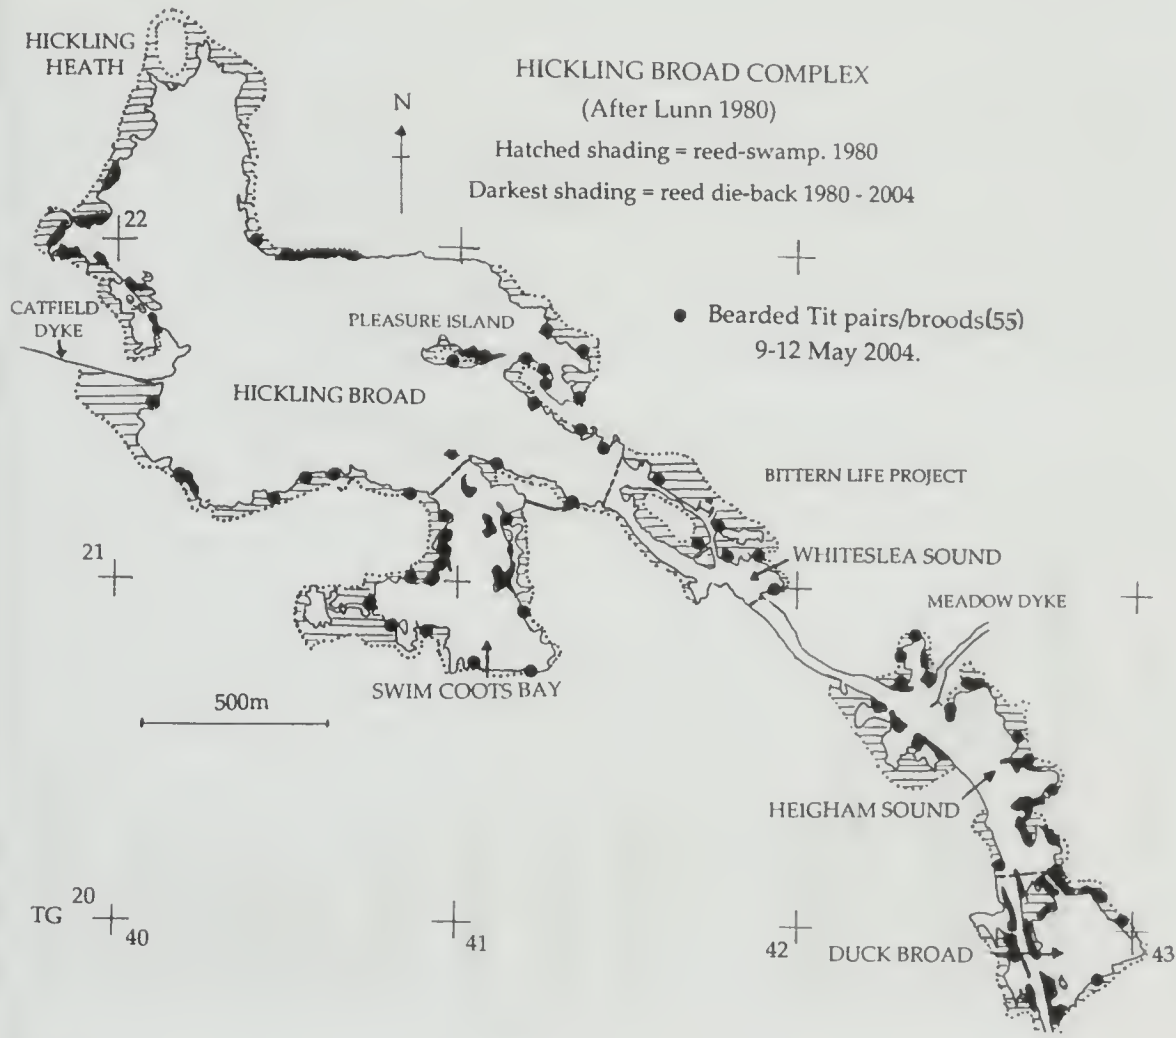 HICKLING
HEATH
HICKLING BROAD COMPLEX
(After Lunn 1980)
Hatched shading = reed-swamp. 1980
Darkest shading = reed die-back 1980 - 2004
N
22
CATFIELD
DYKE
PLEASURE ISLAND
Bearded Tit pairs/broods(55)
9-12 May 2004.
HICKLING BROAD
BITTERN LIFE PROJECT
21
WHITESLEA SOUND
MEADOW DYKE
SWIM COOTS BAY
500m
HEIGHAM SOUND
TG 20
40
41
42
DUCK BROAD
43